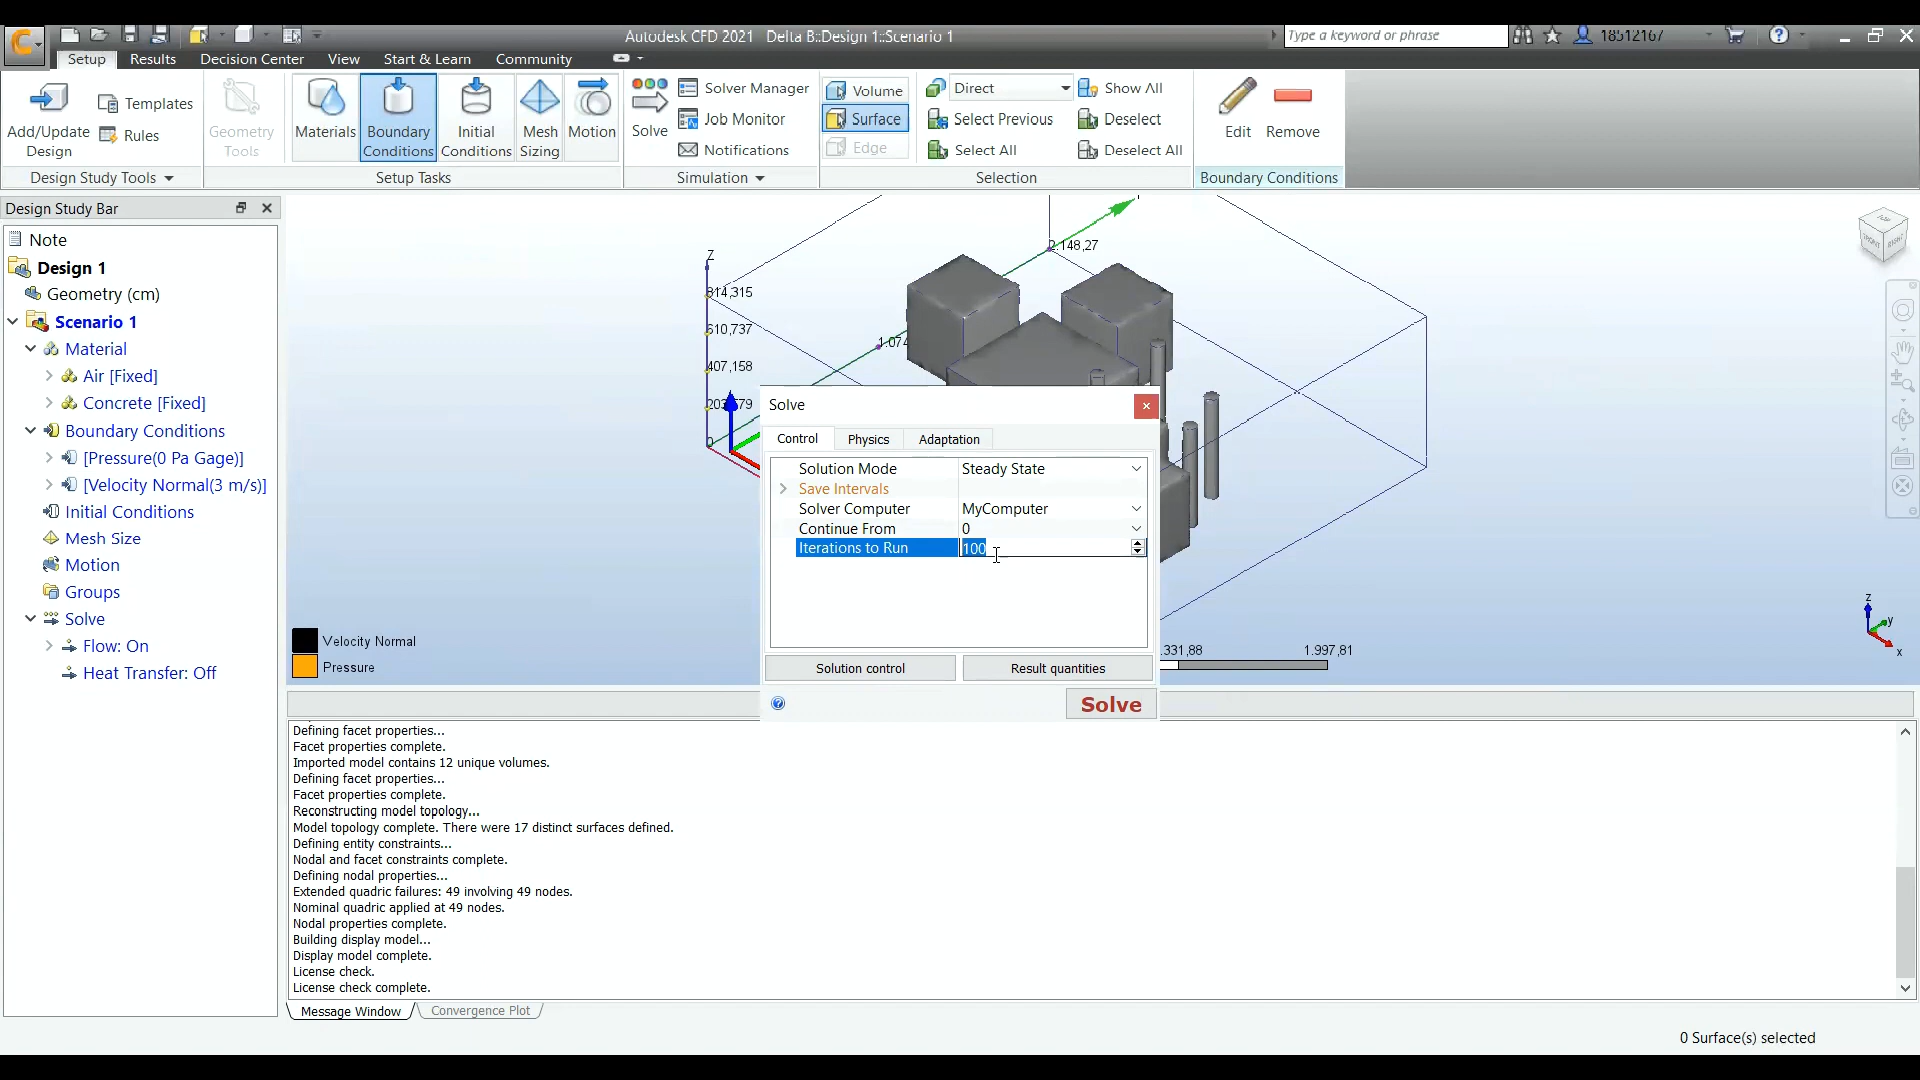 Autodesk CFD 2021 Delta B::Design 1::Scenario 1
Type a keyword or phrase
18512167
Setup Results Decision Center View Start & Learn Community
Add/Update Design
Templates
Rules
Geometry Tools
Materials
Boundary Conditions
Initial Conditions
Mesh Sizing
Motion
Solve
Solver Manager
Job Monitor
Notifications
Volume
Surface
Edge
Direct
Select Previous
Select All
Show All
Deselect
Deselect All
Edit
Remove
Design Study Tools
Setup Tasks
Simulation
Selection
Boundary Conditions
Design Study Bar
Note
Design 1
Geometry (cm)
Scenario 1
Material
Air [Fixed]
Concrete [Fixed]
Boundary Conditions
[Pressure(0 Pa Gage)]
[Velocity Normal(3 m/s)]
Initial Conditions
Mesh Size
Motion
Groups
Solve
Flow: On
Heat Transfer: Off
Z
814,315
610,737
407,158
203,579
0
2.148,27
1.074
TOP
FRONT
RIGHT
Velocity Normal
Pressure
331,88
1.997,81
z
y
x
Solve
Control Physics Adaptation
Solution Mode Steady State
Save Intervals
Solver Computer MyComputer
Continue From 0
Iterations to Run 100
Solution control
Result quantities
Solve
Defining facet properties...
Facet properties complete.
Imported model contains 12 unique volumes.
Defining facet properties...
Facet properties complete.
Reconstructing model topology...
Model topology complete. There were 17 distinct surfaces defined.
Defining entity constraints...
Nodal and facet constraints complete.
Defining nodal properties...
Extended quadric failures: 49 involving 49 nodes.
Nominal quadric applied at 49 nodes.
Nodal properties complete.
Building display model...
Display model complete.
License check.
License check complete.
Message Window
Convergence Plot
0 Surface(s) selected